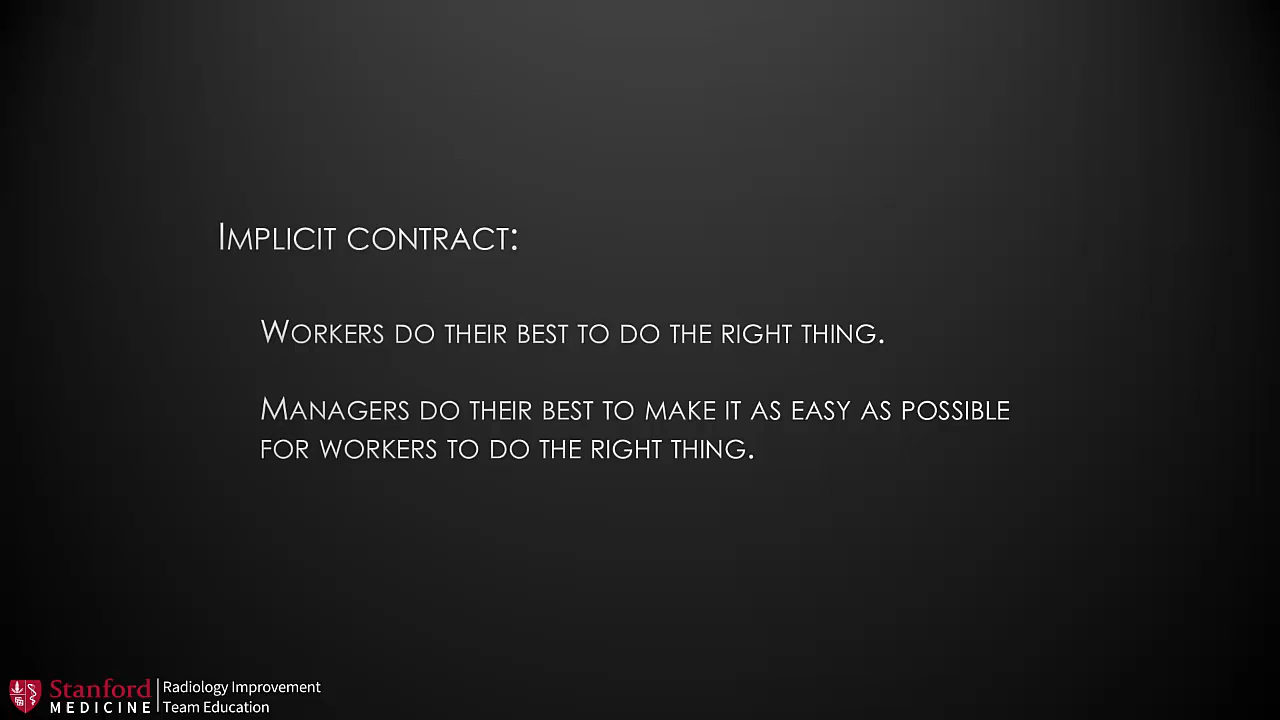 Implicit contract:
Workers do their best to do the right thing.
Managers do their best to make it as easy as possible
for workers to do the right thing.
Stanford
MEDICINE
Radiology Improvement
Team Education